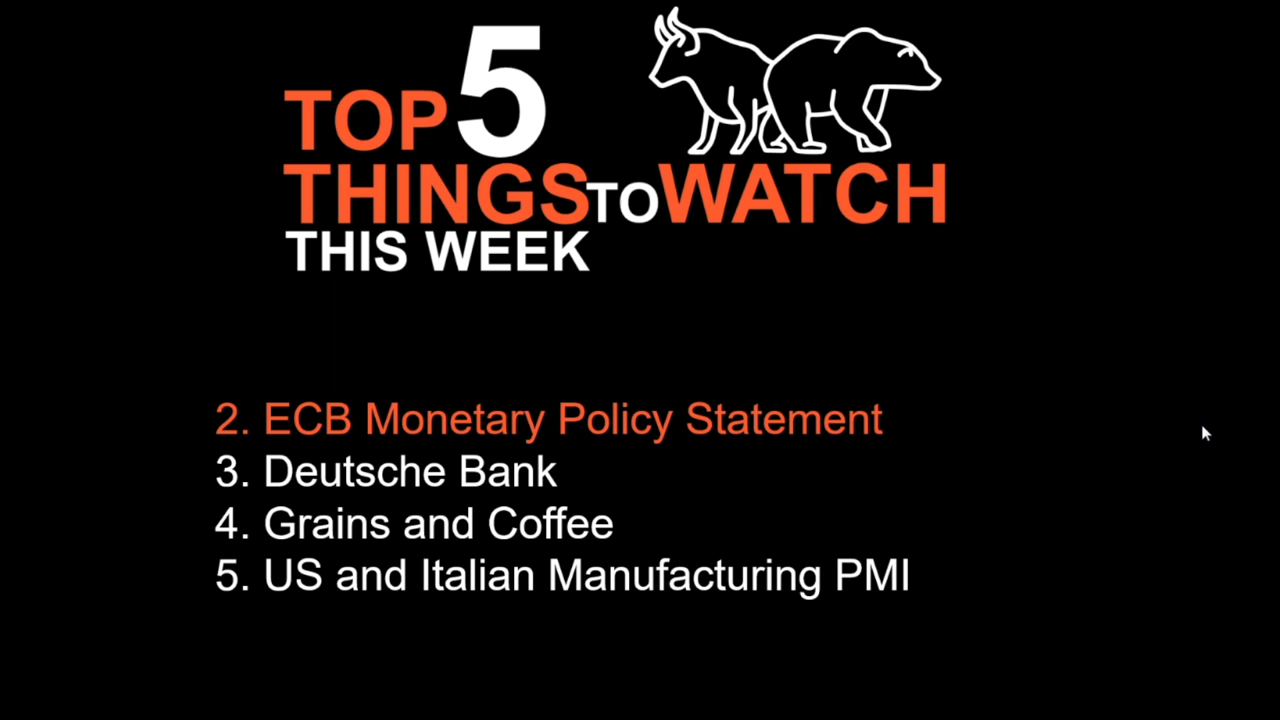 TOP 5
THINGS TO WATCH
THIS WEEK
2. ECB Monetary Policy Statement
3. Deutsche Bank
4. Grains and Coffee
5. US and Italian Manufacturing PMI